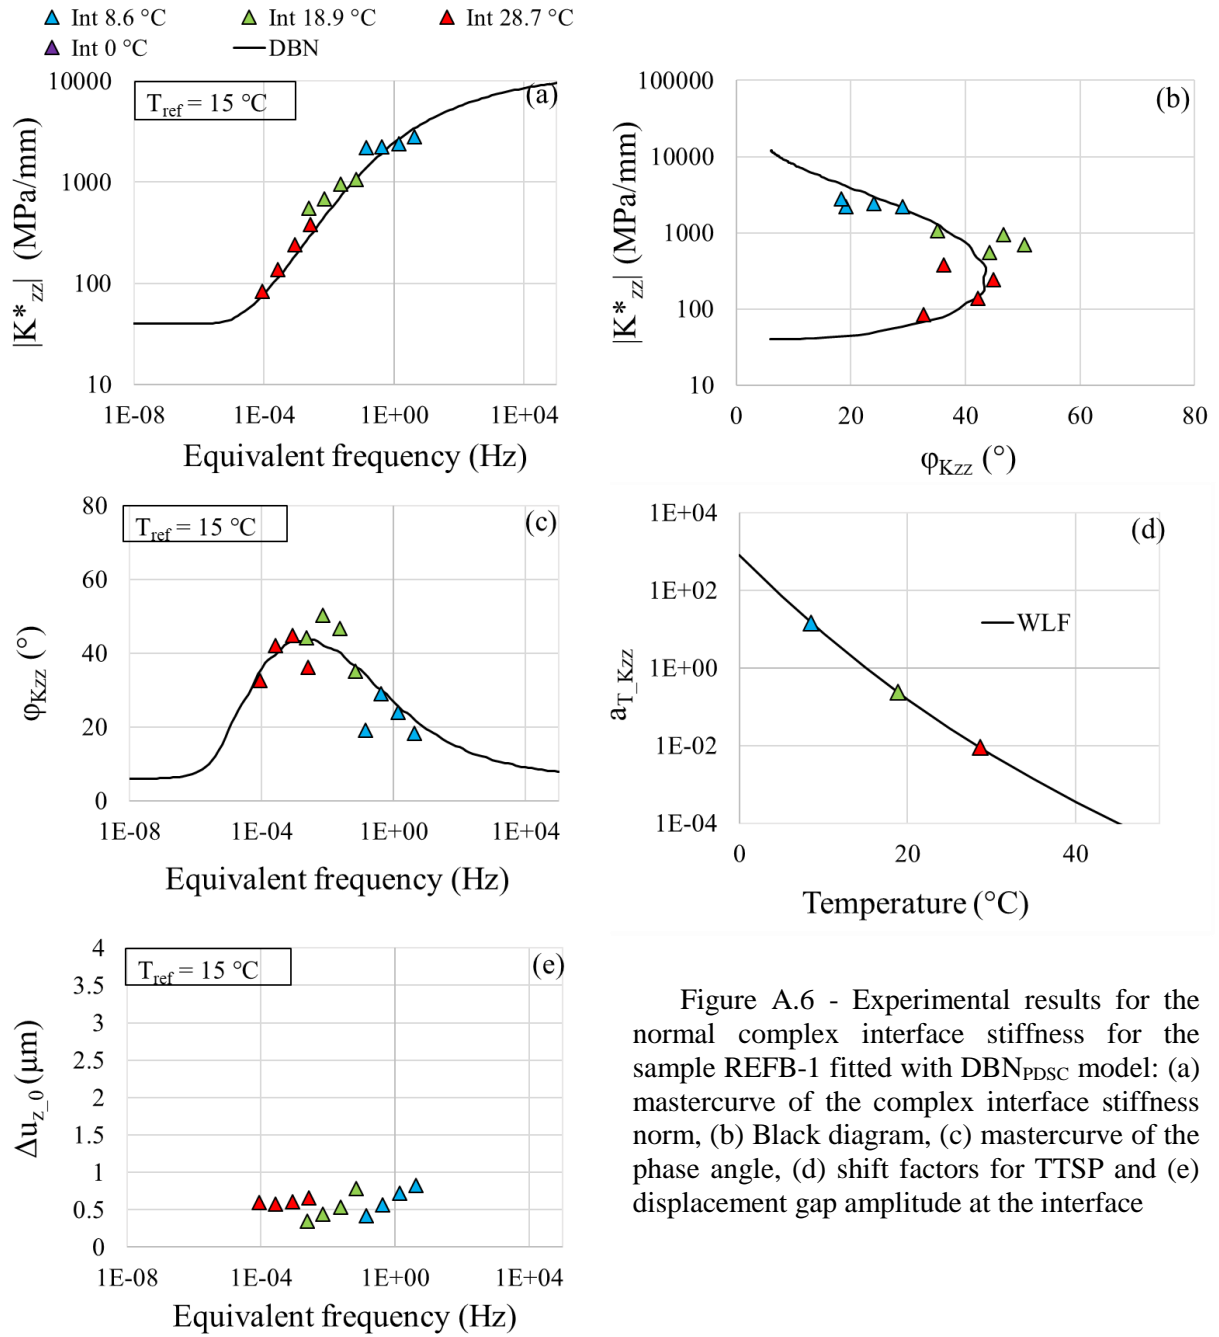 Int 8.6 °C Int 18.9 °C Int 28.7 °C
Int 0 °C DBN
10000
1000
100
10
T_ref = 15 °C
(a)
|K*_zz| (MPa/mm)
1E-08 1E-04 1E+00 1E+04
Equivalent frequency (Hz)
100000
10000
1000
100
10
(b)
|K*_zz| (MPa/mm)
0 20 40 60 80
φ_Kzz (°)
80
60
40
20
0
T_ref = 15 °C
(c)
φ_Kzz (°)
1E-08 1E-04 1E+00 1E+04
Equivalent frequency (Hz)
1E+04
1E+02
1E+00
1E-02
1E-04
(d)
WLF
a_T_Kzz
0 20 40
Temperature (°C)
4
3.5
3
2.5
2
1.5
1
0.5
0
T_ref = 15 °C
(e)
Δu_z_0 (μm)
1E-08 1E-04 1E+00 1E+04
Equivalent frequency (Hz)
Figure A.6 - Experimental results for the
normal complex interface stiffness for the
sample REFB-1 fitted with DBN_PDSC model: (a)
mastercurve of the complex interface stiffness
norm, (b) Black diagram, (c) mastercurve of the
phase angle, (d) shift factors for TTSP and (e)
displacement gap amplitude at the interface